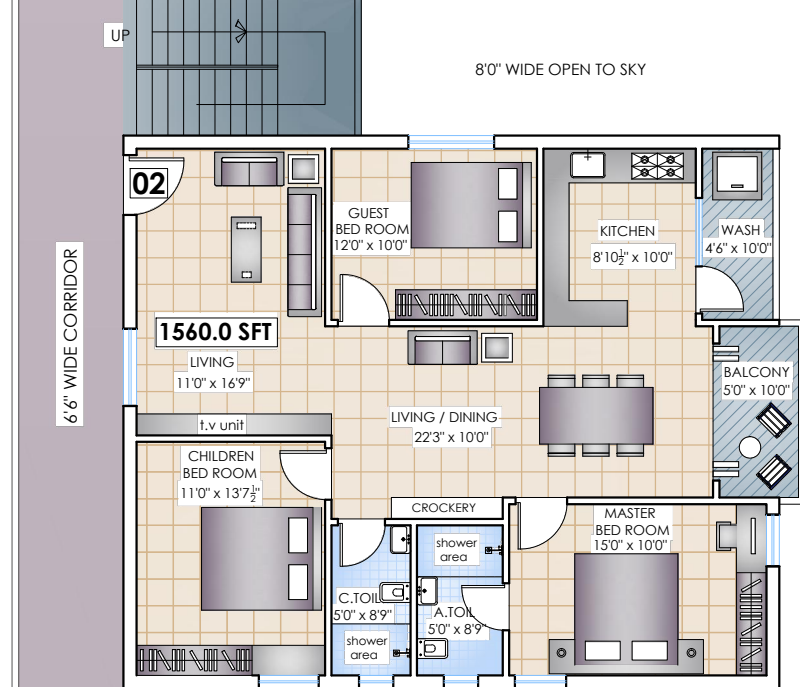 UP
8'0" WIDE OPEN TO SKY
02
GUEST
BED ROOM
12'0" x 10'0"
KITCHEN
8'10½" x 10'0"
WASH
4'6" x 10'0"
6'6" WIDE CORRIDOR
1560.0 SFT
LIVING
11'0" x 16'9"
BALCONY
5'0" x 10'0"
t.v unit
LIVING / DINING
22'3" x 10'0"
CHILDREN
BED ROOM
11'0" x 13'7½"
CROCKERY
MASTER
BED ROOM
15'0" x 10'0"
shower
area
C.TOIL
5'0" x 8'9"
A.TOIL
5'0" x 8'9"
shower
area